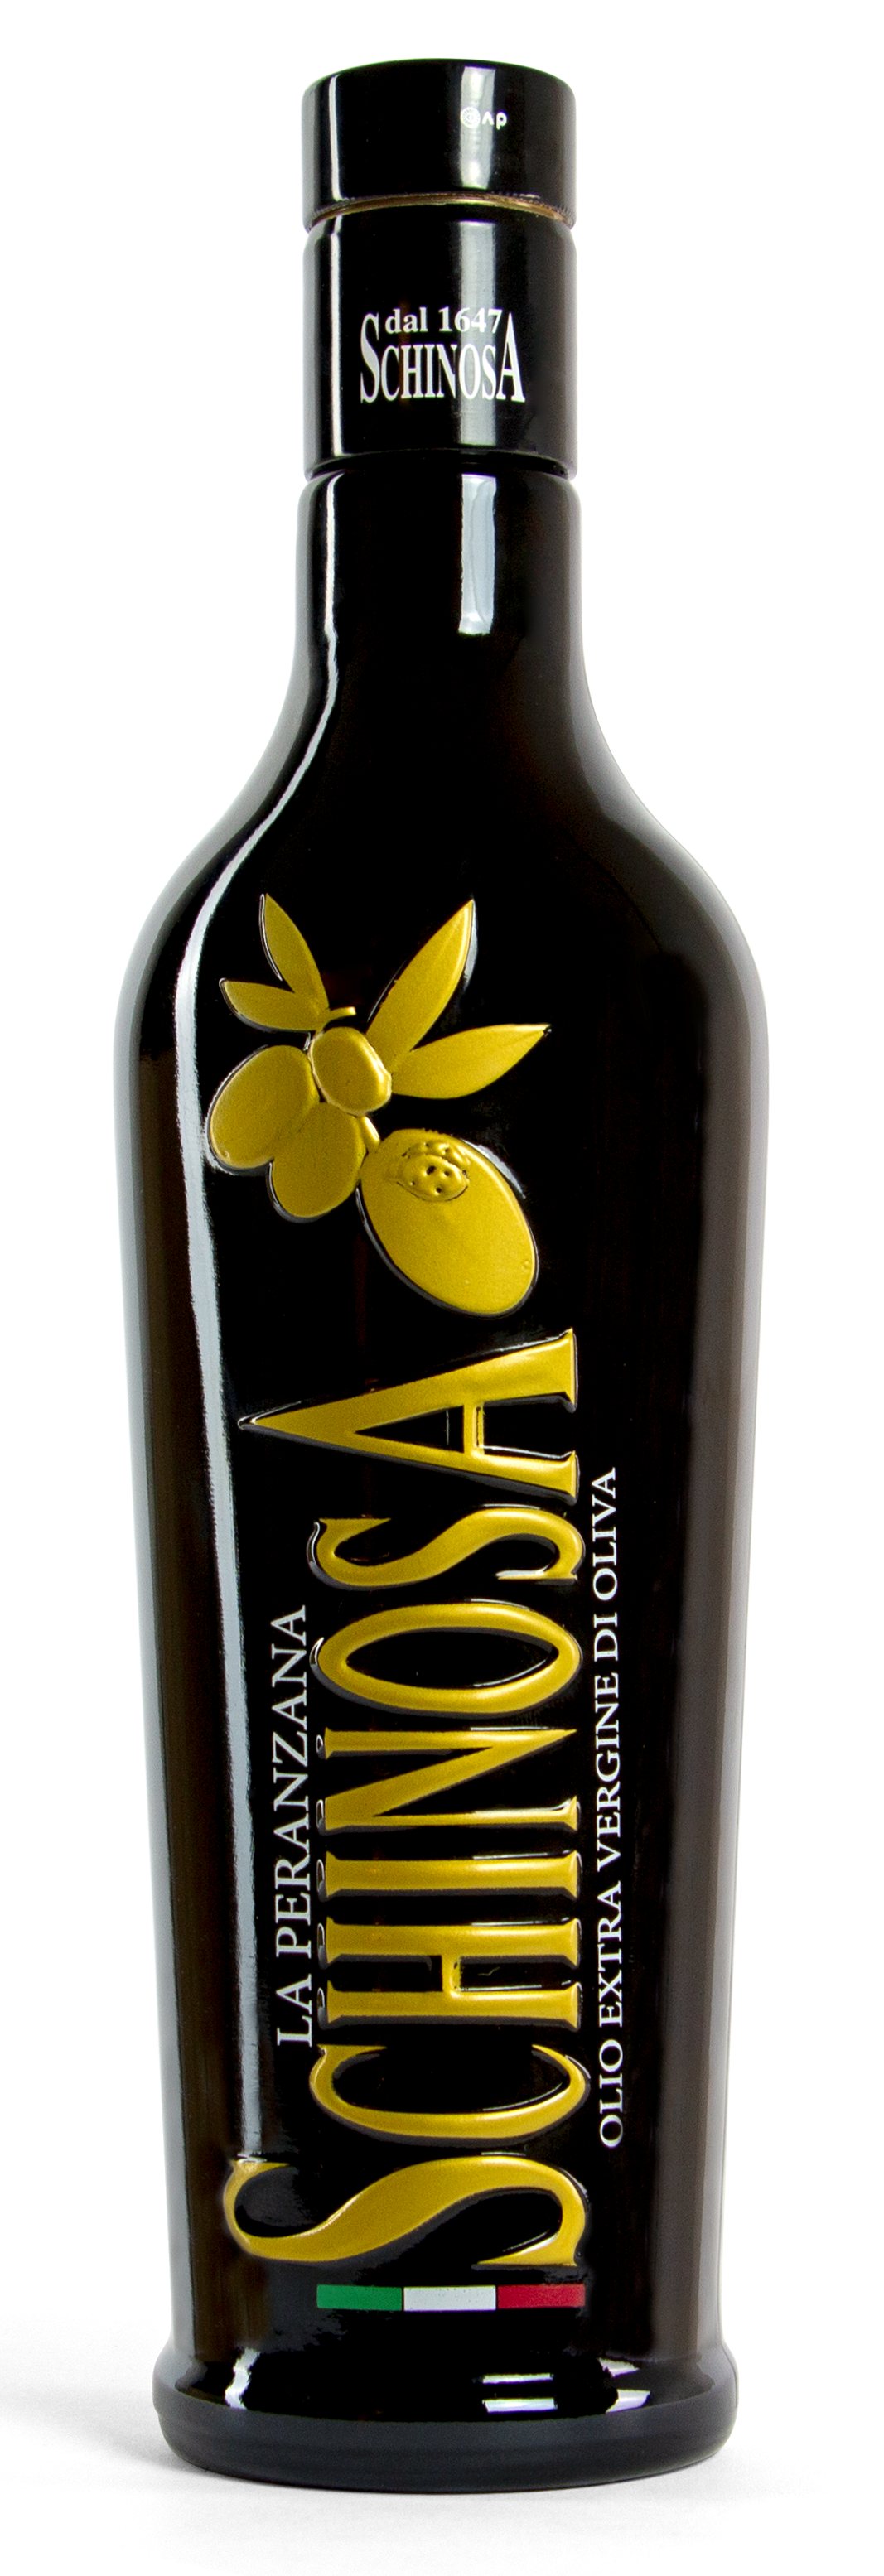 dal 1647
SCHINOSA
LA PERANZANA
SCHINOSA
OLIO EXTRA VERGINE DI OLIVA